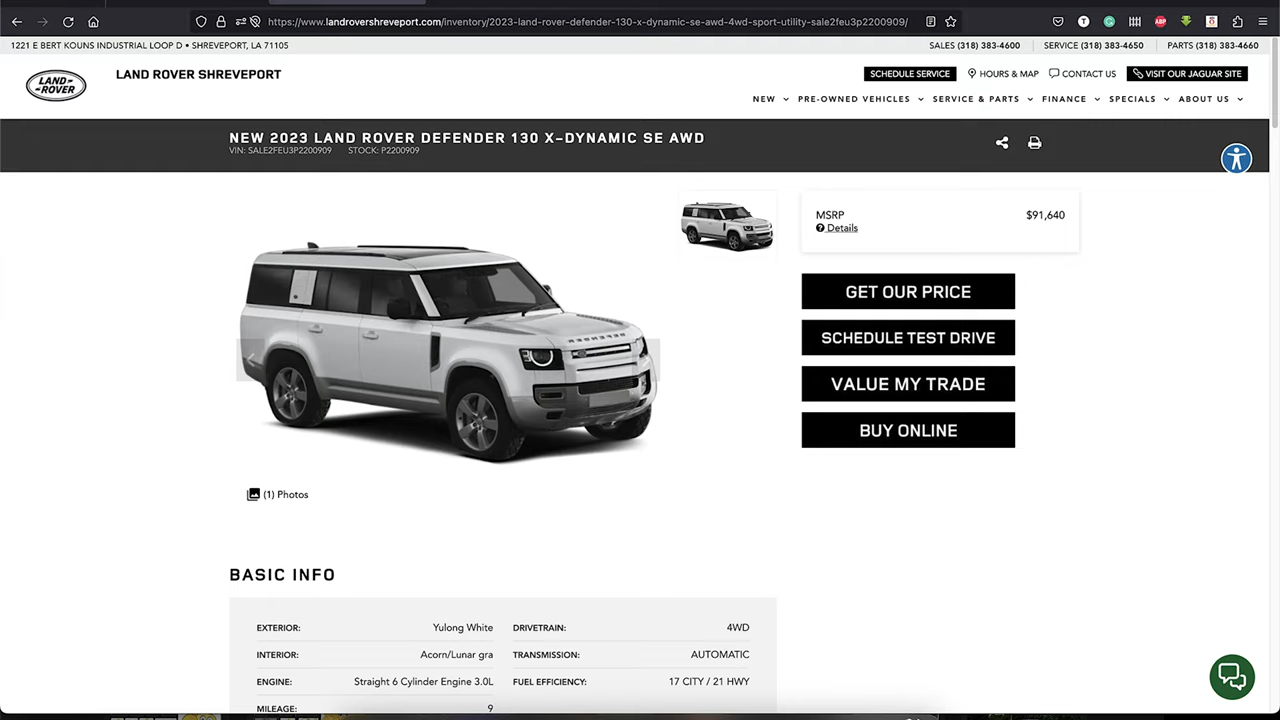 https://www.landrovershreveport.com/inventory/2023-land-rover-defender-130-x-dynamic-se-awd-4wd-sport-utility-sale2feu3p2200909/
1221 E BERT KOUNS INDUSTRIAL LOOP D • SHREVEPORT, LA 71105
SALES (318) 383-4600 SERVICE (318) 383-4650 PARTS (318) 383-4660
LAND ROVER SHREVEPORT
LAND-
-ROVER
SCHEDULE SERVICE HOURS & MAP CONTACT US VISIT OUR JAGUAR SITE
NEW PRE-OWNED VEHICLES SERVICE & PARTS FINANCE SPECIALS ABOUT US
NEW 2023 LAND ROVER DEFENDER 130 X-DYNAMIC SE AWD
VIN: SALE2FEU3P2200909 STOCK: P2200909
MSRP $91,640
Details
GET OUR PRICE
SCHEDULE TEST DRIVE
VALUE MY TRADE
BUY ONLINE
(1) Photos
BASIC INFO
EXTERIOR: Yulong White DRIVETRAIN: 4WD
INTERIOR: Acorn/Lunar gra TRANSMISSION: AUTOMATIC
ENGINE: Straight 6 Cylinder Engine 3.0L FUEL EFFICIENCY: 17 CITY / 21 HWY
MILEAGE: 9